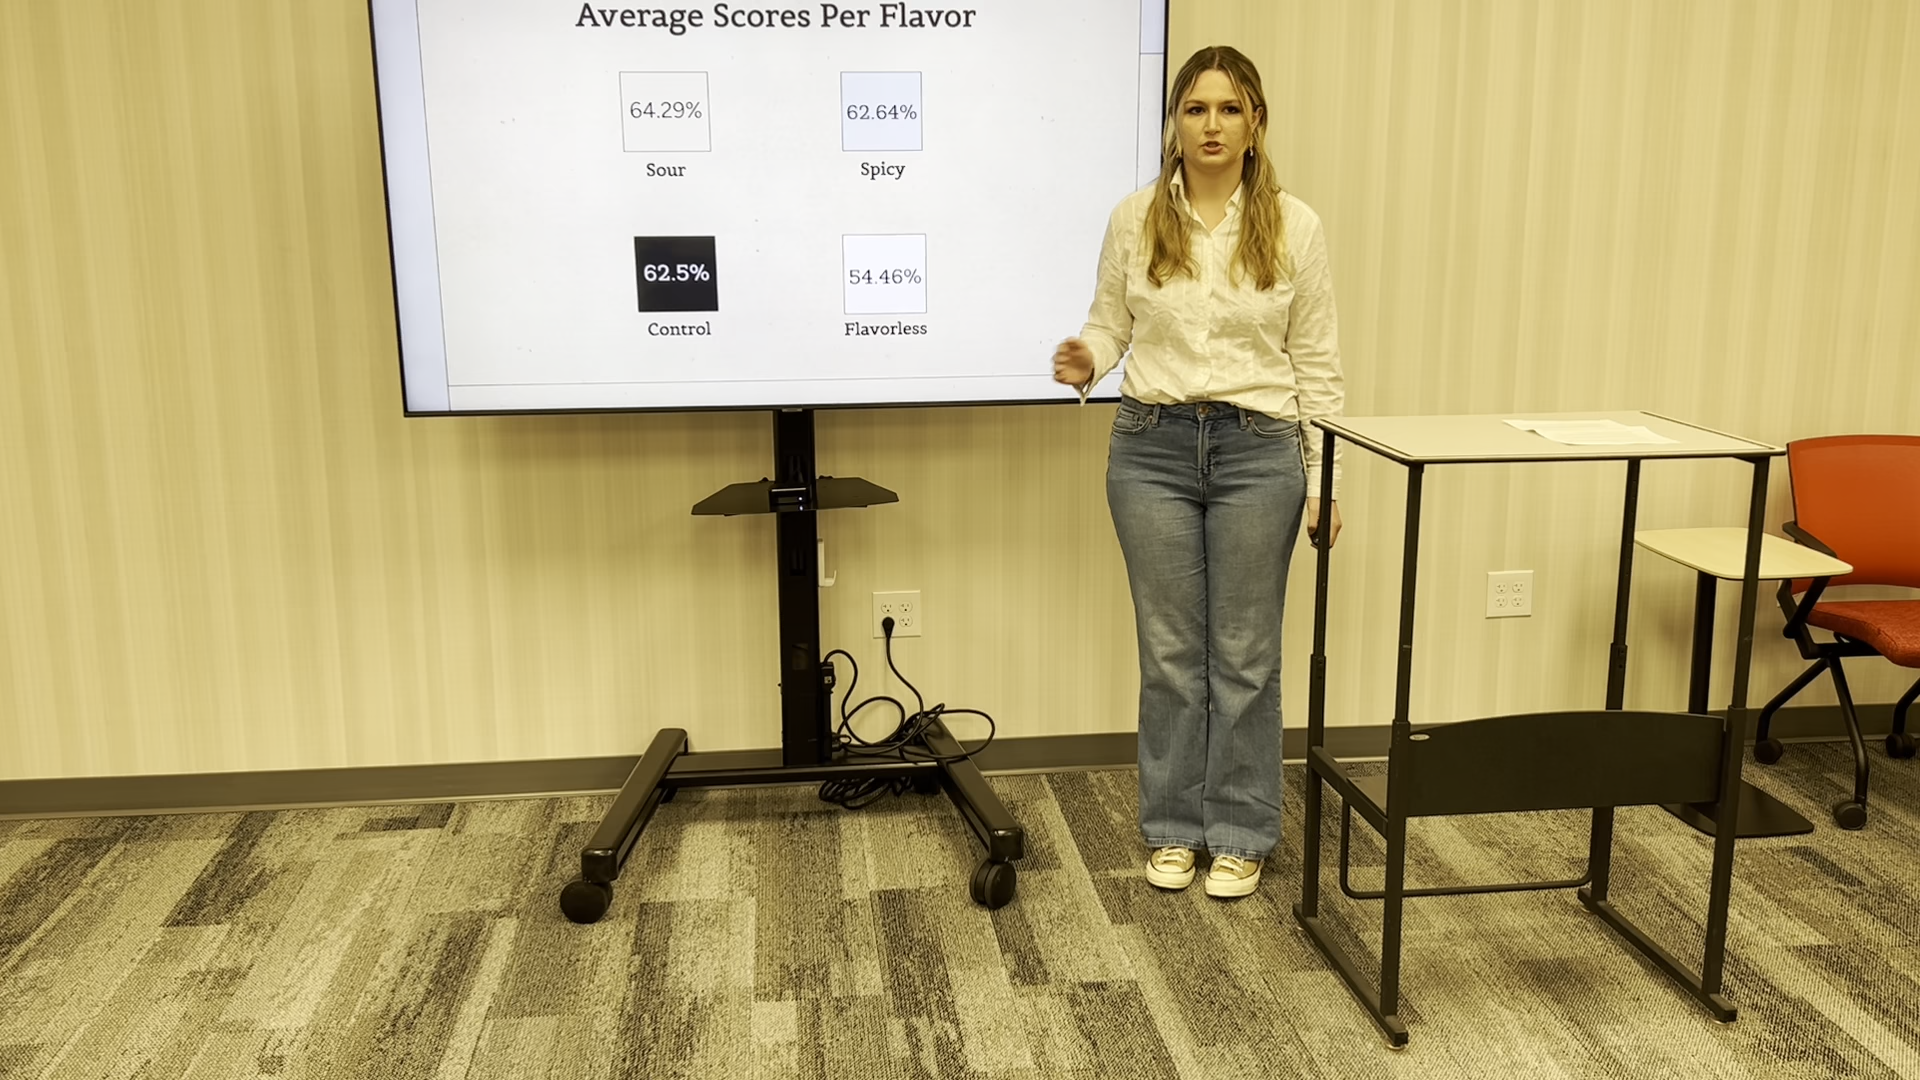 Average Scores Per Flavor
64.29%
Sour
62.64%
Spicy
62.5%
Control
54.46%
Flavorless